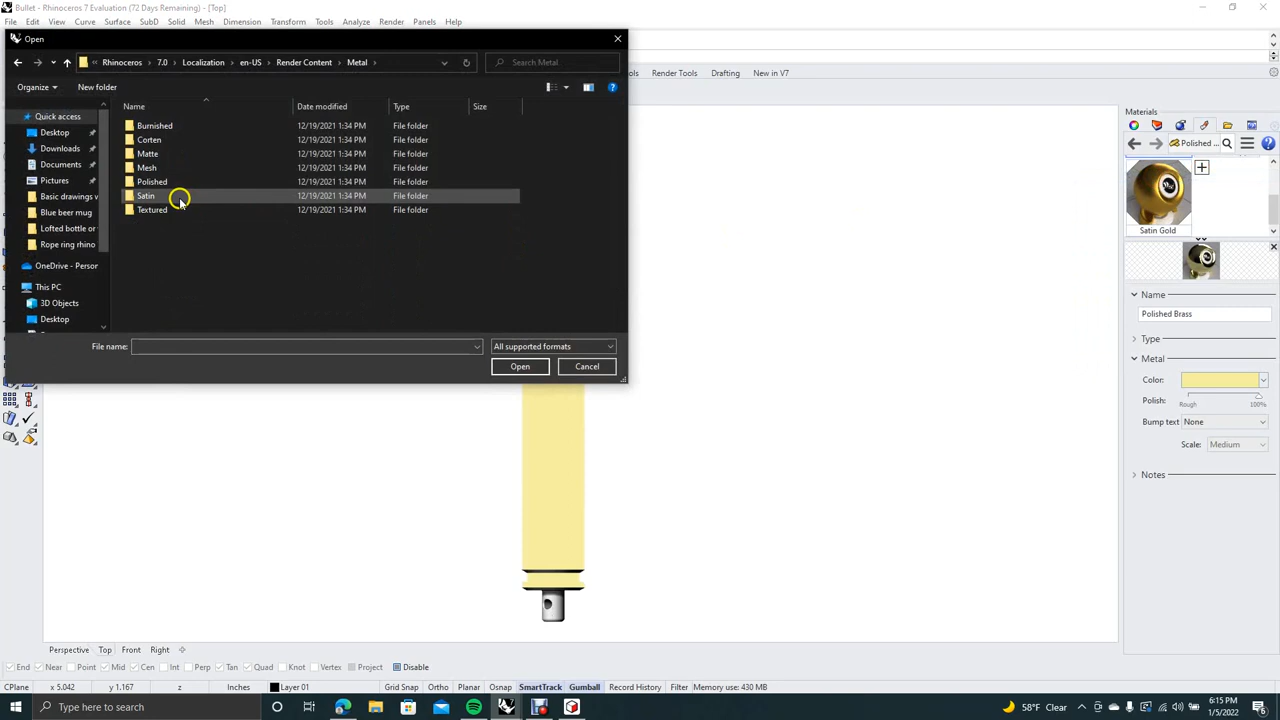 Bullet - Rhinoceros 7 Evaluation (72 Days Remaining) - [Top]
File Edit View Curve Surface SubD Solid Mesh Dimension Transform Tools Analyze Render Panels Help
Open
« Rhinoceros › 7.0 › Localization › en-US › Render Content › Metal ›
Search Metal
Organize New folder
Render Tools Drafting New in V7
Name Date modified Type Size
Quick access
Desktop
Downloads
Documents
Pictures
Basic drawings w
Blue beer mug
Lofted bottle or
Rope ring rhino
OneDrive - Person
This PC
3D Objects
Desktop
Burnished 12/19/2021 1:34 PM File folder
Corten 12/19/2021 1:34 PM File folder
Matte 12/19/2021 1:34 PM File folder
Mesh 12/19/2021 1:34 PM File folder
Polished 12/19/2021 1:34 PM File folder
Satin 12/19/2021 1:34 PM File folder
Textured 12/19/2021 1:34 PM File folder
File name:
All supported formats
Open Cancel
Materials
Polished ...
Satin Gold
Name
Polished Brass
Type
Metal
Color:
Polish:
Rough 100%
Bump text None
Scale: Medium
Notes
Perspective Top Front Right
End Near Point Mid Cen Int Perp Tan Quad Knot Vertex Project Disable
CPlane x 5.042 y 1.167 z Inches Layer 01 Grid Snap Ortho Planar Osnap SmartTrack Gumball Record History Filter Memory use: 430 MB
Type here to search
58°F Clear
6:15 PM
1/5/2022